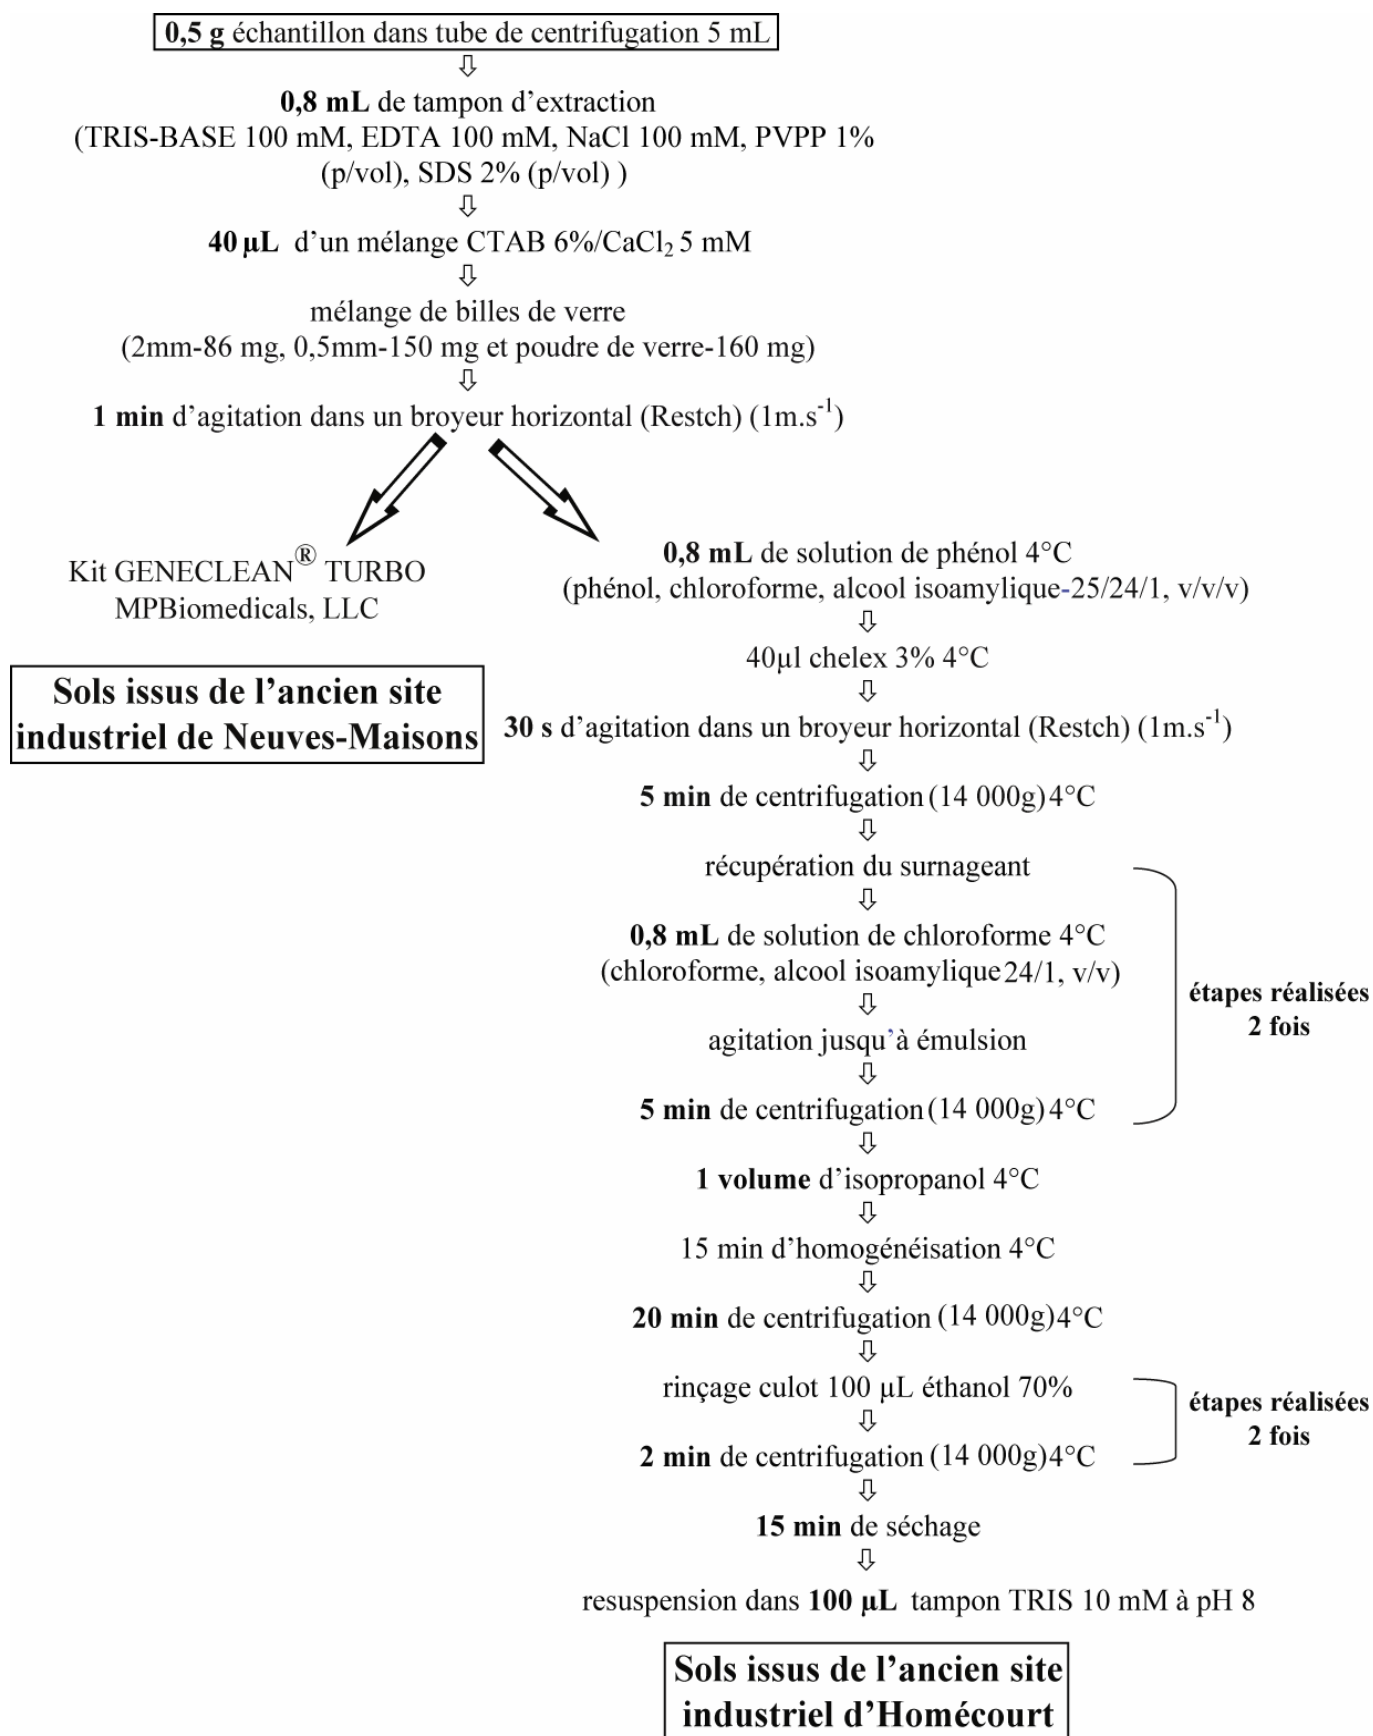 0,5 g échantillon dans tube de centrifugation 5 mL
0,8 mL de tampon d’extraction
(TRIS-BASE 100 mM, EDTA 100 mM, NaCl 100 mM, PVPP 1%
(p/vol), SDS 2% (p/vol) )
40 µL d’un mélange CTAB 6%/CaCl₂ 5 mM
mélange de billes de verre
(2mm-86 mg, 0,5mm-150 mg et poudre de verre-160 mg)
1 min d’agitation dans un broyeur horizontal (Restch) (1m.s⁻¹)
Kit GENECLEAN® TURBO
MPBiomedicals, LLC
Sols issus de l’ancien site
industriel de Neuves-Maisons
0,8 mL de solution de phénol 4°C
(phénol, chloroforme, alcool isoamylique-25/24/1, v/v/v)
40µl chelex 3% 4°C
30 s d’agitation dans un broyeur horizontal (Restch) (1m.s⁻¹)
5 min de centrifugation (14 000g) 4°C
récupération du surnageant
0,8 mL de solution de chloroforme 4°C
(chloroforme, alcool isoamylique 24/1, v/v)
agitation jusqu’à émulsion
5 min de centrifugation (14 000g) 4°C
étapes réalisées
2 fois
1 volume d’isopropanol 4°C
15 min d’homogénéisation 4°C
20 min de centrifugation (14 000g) 4°C
rinçage culot 100 µL éthanol 70%
2 min de centrifugation (14 000g) 4°C
étapes réalisées
2 fois
15 min de séchage
resuspension dans 100 µL tampon TRIS 10 mM à pH 8
Sols issus de l’ancien site
industriel d’Homécourt